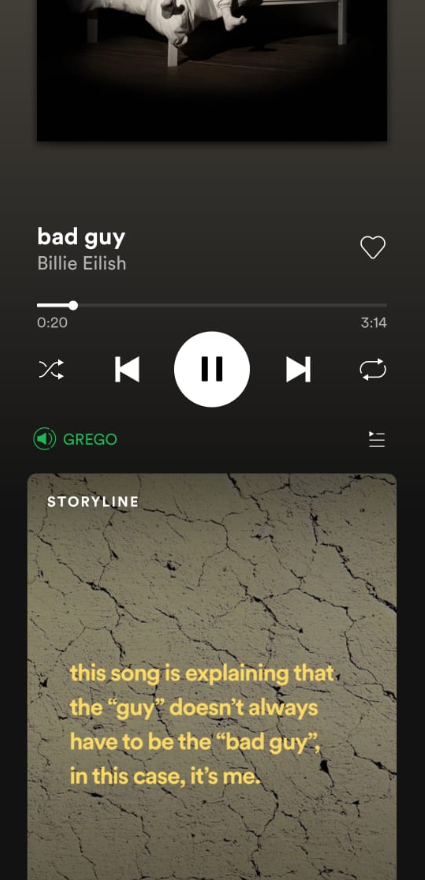 bad guy
Billie Eilish
0:20
3:14
GREGO
STORYLINE
this song is explaining that
the “guy” doesn’t always
have to be the “bad guy”,
in this case, it’s me.